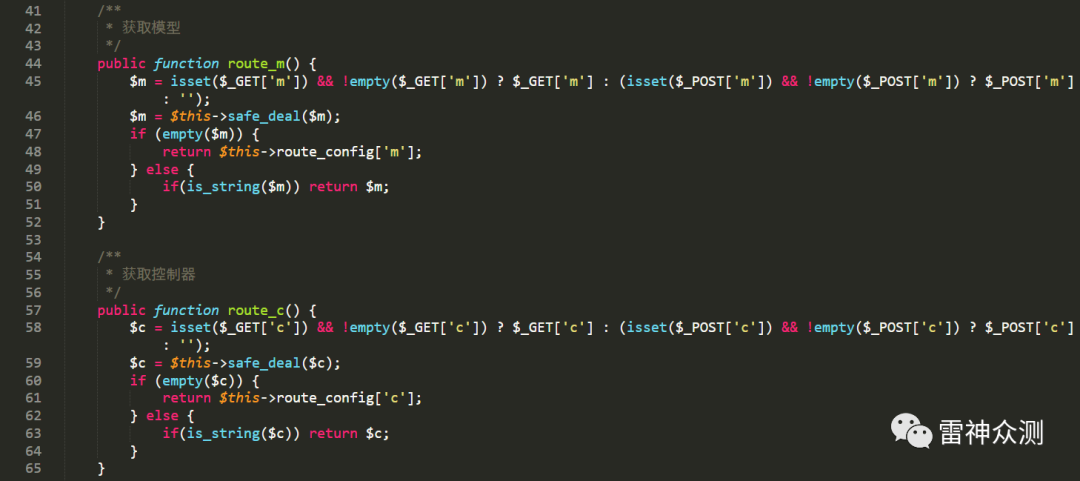 41 /**
42  * 获取模型
43  */
44 public function route_m() {
45     $m = isset($_GET['m']) && !empty($_GET['m']) ? $_GET['m'] : (isset($_POST['m']) && !empty($_POST['m']) ? $_POST['m']
        : '');
46     $m = $this->safe_deal($m);
47     if (empty($m)) {
48         return $this->route_config['m'];
49     } else {
50         if(is_string($m)) return $m;
51     }
52 }
53
54 /**
55  * 获取控制器
56  */
57 public function route_c() {
58     $c = isset($_GET['c']) && !empty($_GET['c']) ? $_GET['c'] : (isset($_POST['c']) && !empty($_POST['c']) ? $_POST['c']
        : '');
59     $c = $this->safe_deal($c);
60     if (empty($c)) {
61         return $this->route_config['c'];
62     } else {
63         if(is_string($c)) return $c;
64     }
65 }
雷神众测